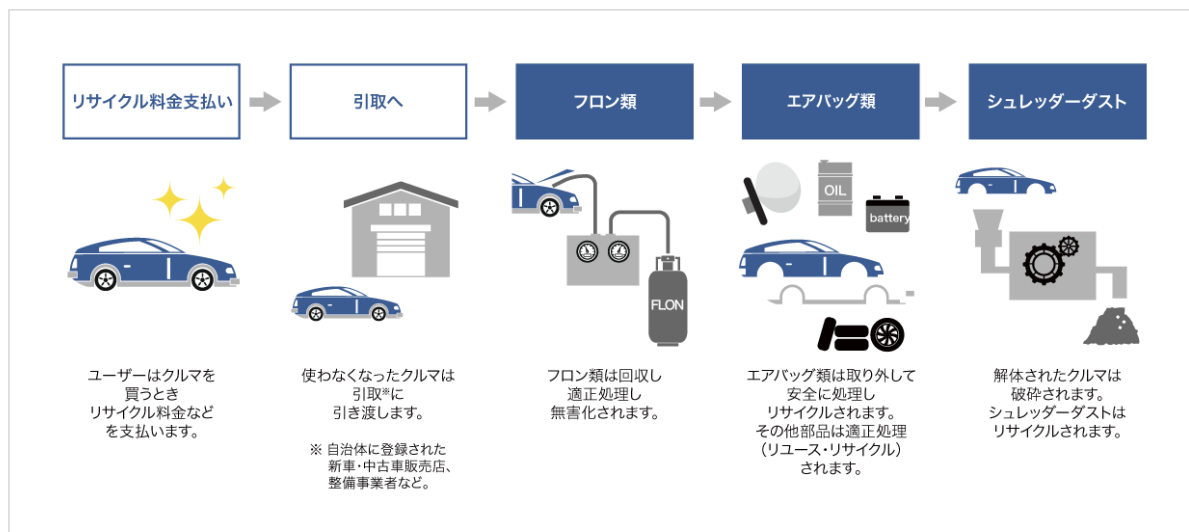 リサイクル料金支払い
引取へ
フロン類
エアバッグ類
シュレッダーダスト
ユーザーはクルマを
買うとき
リサイクル料金など
を支払います。
使わなくなったクルマは
引取※に
引き渡します。
※ 自治体に登録された
新車・中古車販売店、
整備事業者など。
FLON
フロン類は回収し
適正処理し
無害化されます。
OIL
battery
エアバッグ類は取り外して
安全に処理し
リサイクルされます。
その他部品は適正処理
（リユース・リサイクル）
されます。
解体されたクルマは
破砕されます。
シュレッダーダストは
リサイクルされます。